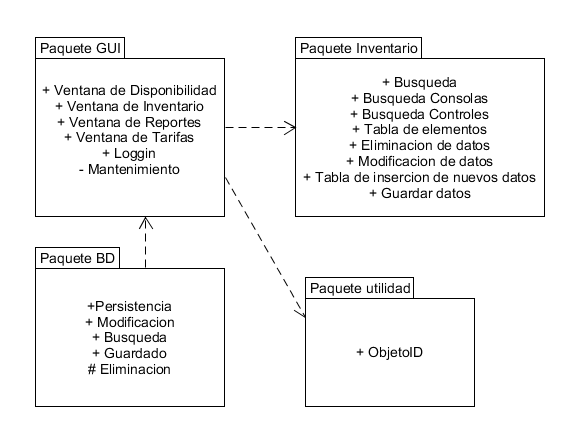 Paquete GUI
+ Ventana de Disponibilidad
+ Ventana de Inventario
+ Ventana de Reportes
+ Ventana de Tarifas
+ Loggin
- Mantenimiento
Paquete Inventario
+ Busqueda
+ Busqueda Consolas
+ Busqueda Controles
+ Tabla de elementos
+ Eliminacion de datos
+ Modificacion de datos
+ Tabla de insercion de nuevos datos
+ Guardar datos
Paquete BD
+Persistencia
+ Modificacion
+ Busqueda
+ Guardado
# Eliminacion
Paquete utilidad
+ ObjetoID